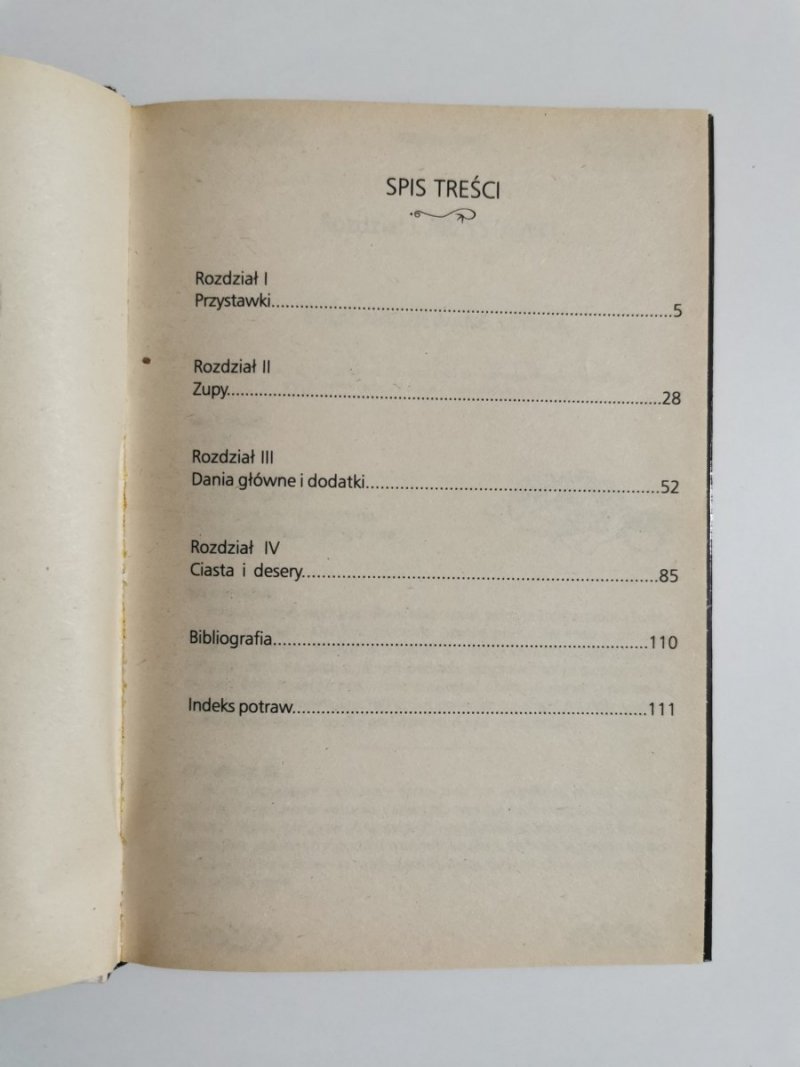 SPIS TREŚCI
Rozdział I
Przystawki.....5
Rozdział II
Zupy.....28
Rozdział III
Dania główne i dodatki.....52
Rozdział IV
Ciasta i desery.....85
Bibliografia.....110
Indeks potraw.....111